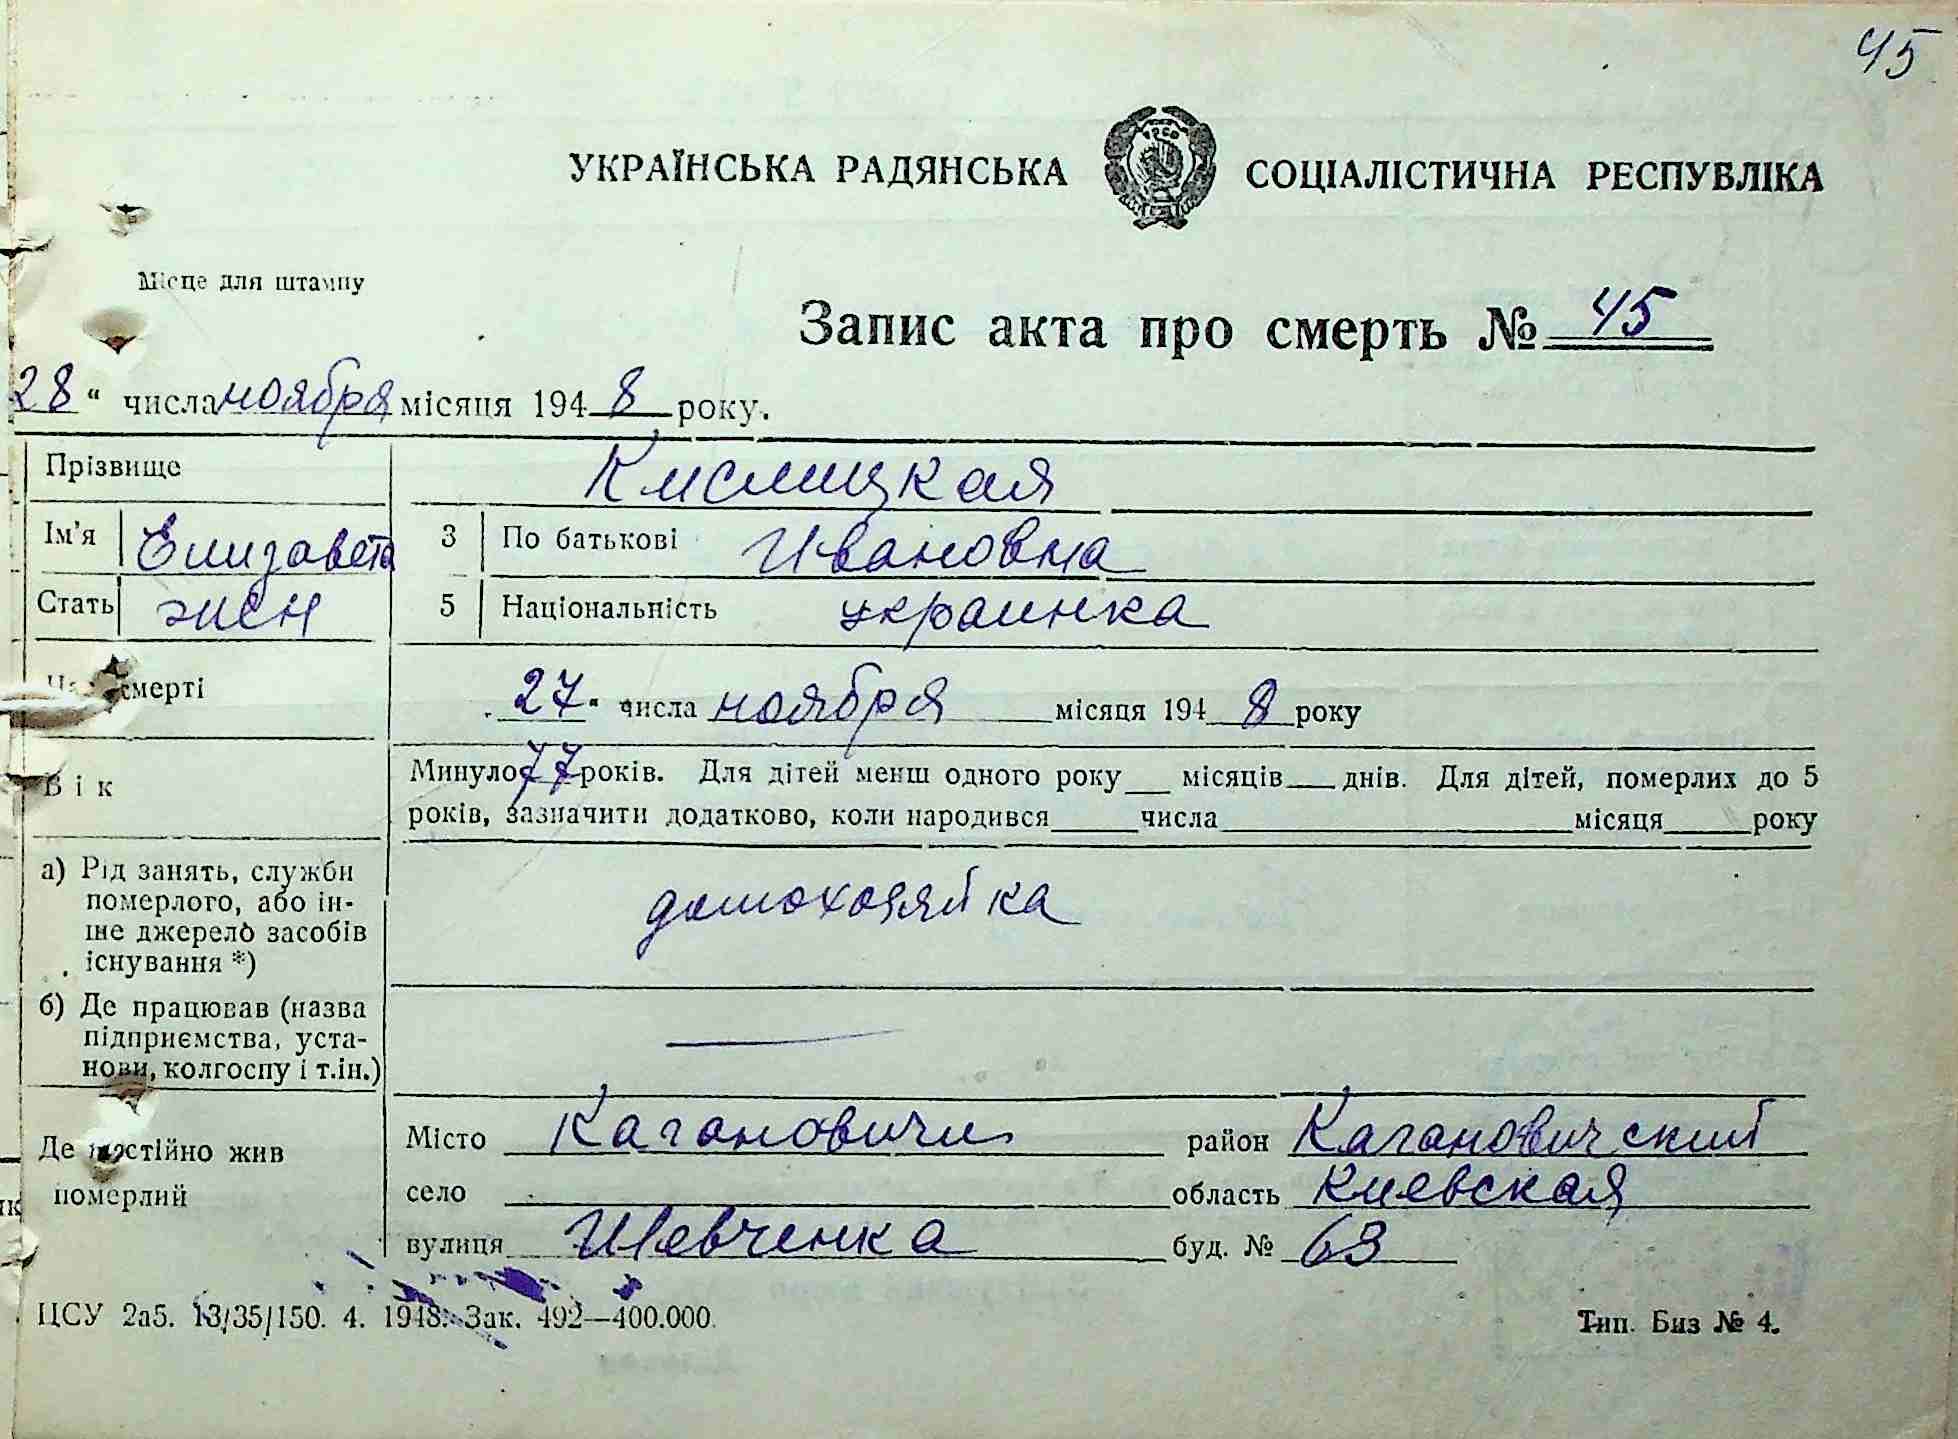 45
УКРАЇНСЬКА РАДЯНСЬКА СОЦІАЛІСТИЧНА РЕСПУБЛІКА
Місце для штампу
Запис акта про смерть № 45
28 " числа ноября місяця 1948 року.
Прізвище Кислицкая
Ім'я Елизавета 3 По батькові Ивановна
Стать жен 5 Національність украинка
смерті 27 " числа ноября місяця 1948 року
Вік Минуло 77 років. Для дітей менш одного року місяців днів. Для дітей, померлих до 5
років, зазначити додатково, коли народився числа місяця року
а) Рід занять, служби
померлого, або ін-
ше джерело засобів
існування *)
домохозяйка
б) Де працював (назва
підприємства, уста-
нови, колгоспу і т.ін.)
—
Де постійно жив
померлий
Місто Кагановичи район Кагановичский
село область Киевская
вулиця Шевченка буд. № 63
ЦСУ 2а5. 13/35/150. 4. 1948. Зак. 492—400.000.
Тип. Биз № 4.